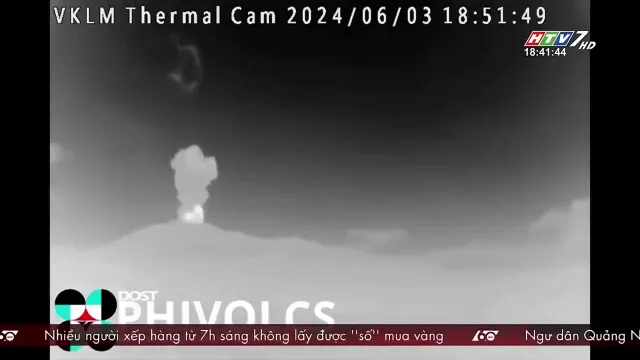 VKLM Thermal Cam 2024/06/03 18:51:49
HTV7 HD
18:41:44
DOST
PHIVOLCS
Nhiều người xếp hàng từ 7h sáng không lấy được "số" mua vàng
Ngư dân Quảng N